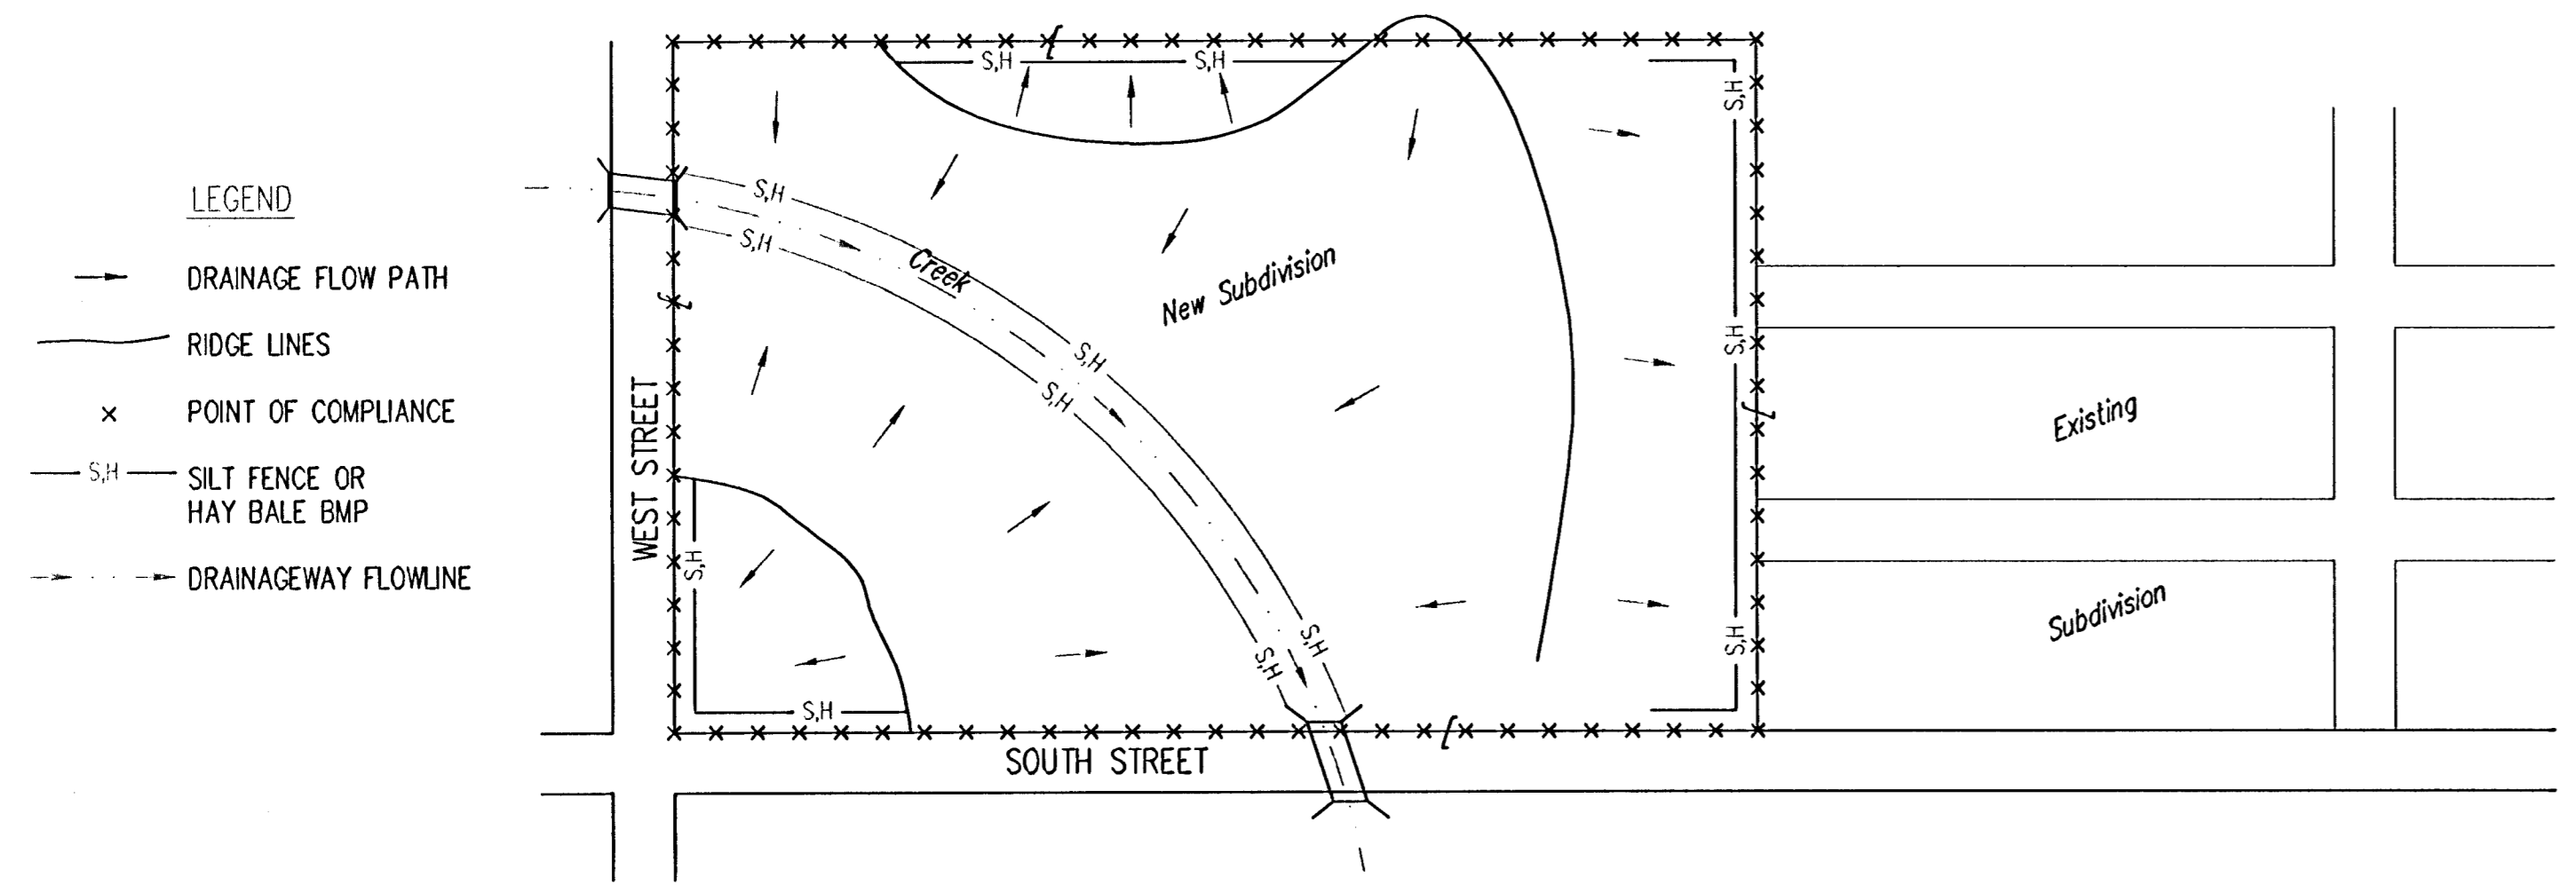 LEGEND
DRAINAGE FLOW PATH
RIDGE LINES
× POINT OF COMPLIANCE
S,H SILT FENCE OR
HAY BALE BMP
DRAINAGEWAY FLOWLINE
S,H
S,H
S,H
S,H
S,H
Creek
New Subdivision
S,H
S,H
S,H
WEST STREET
Existing
S,H
Subdivision
S,H
S,H
S,H
S,H
SOUTH STREET